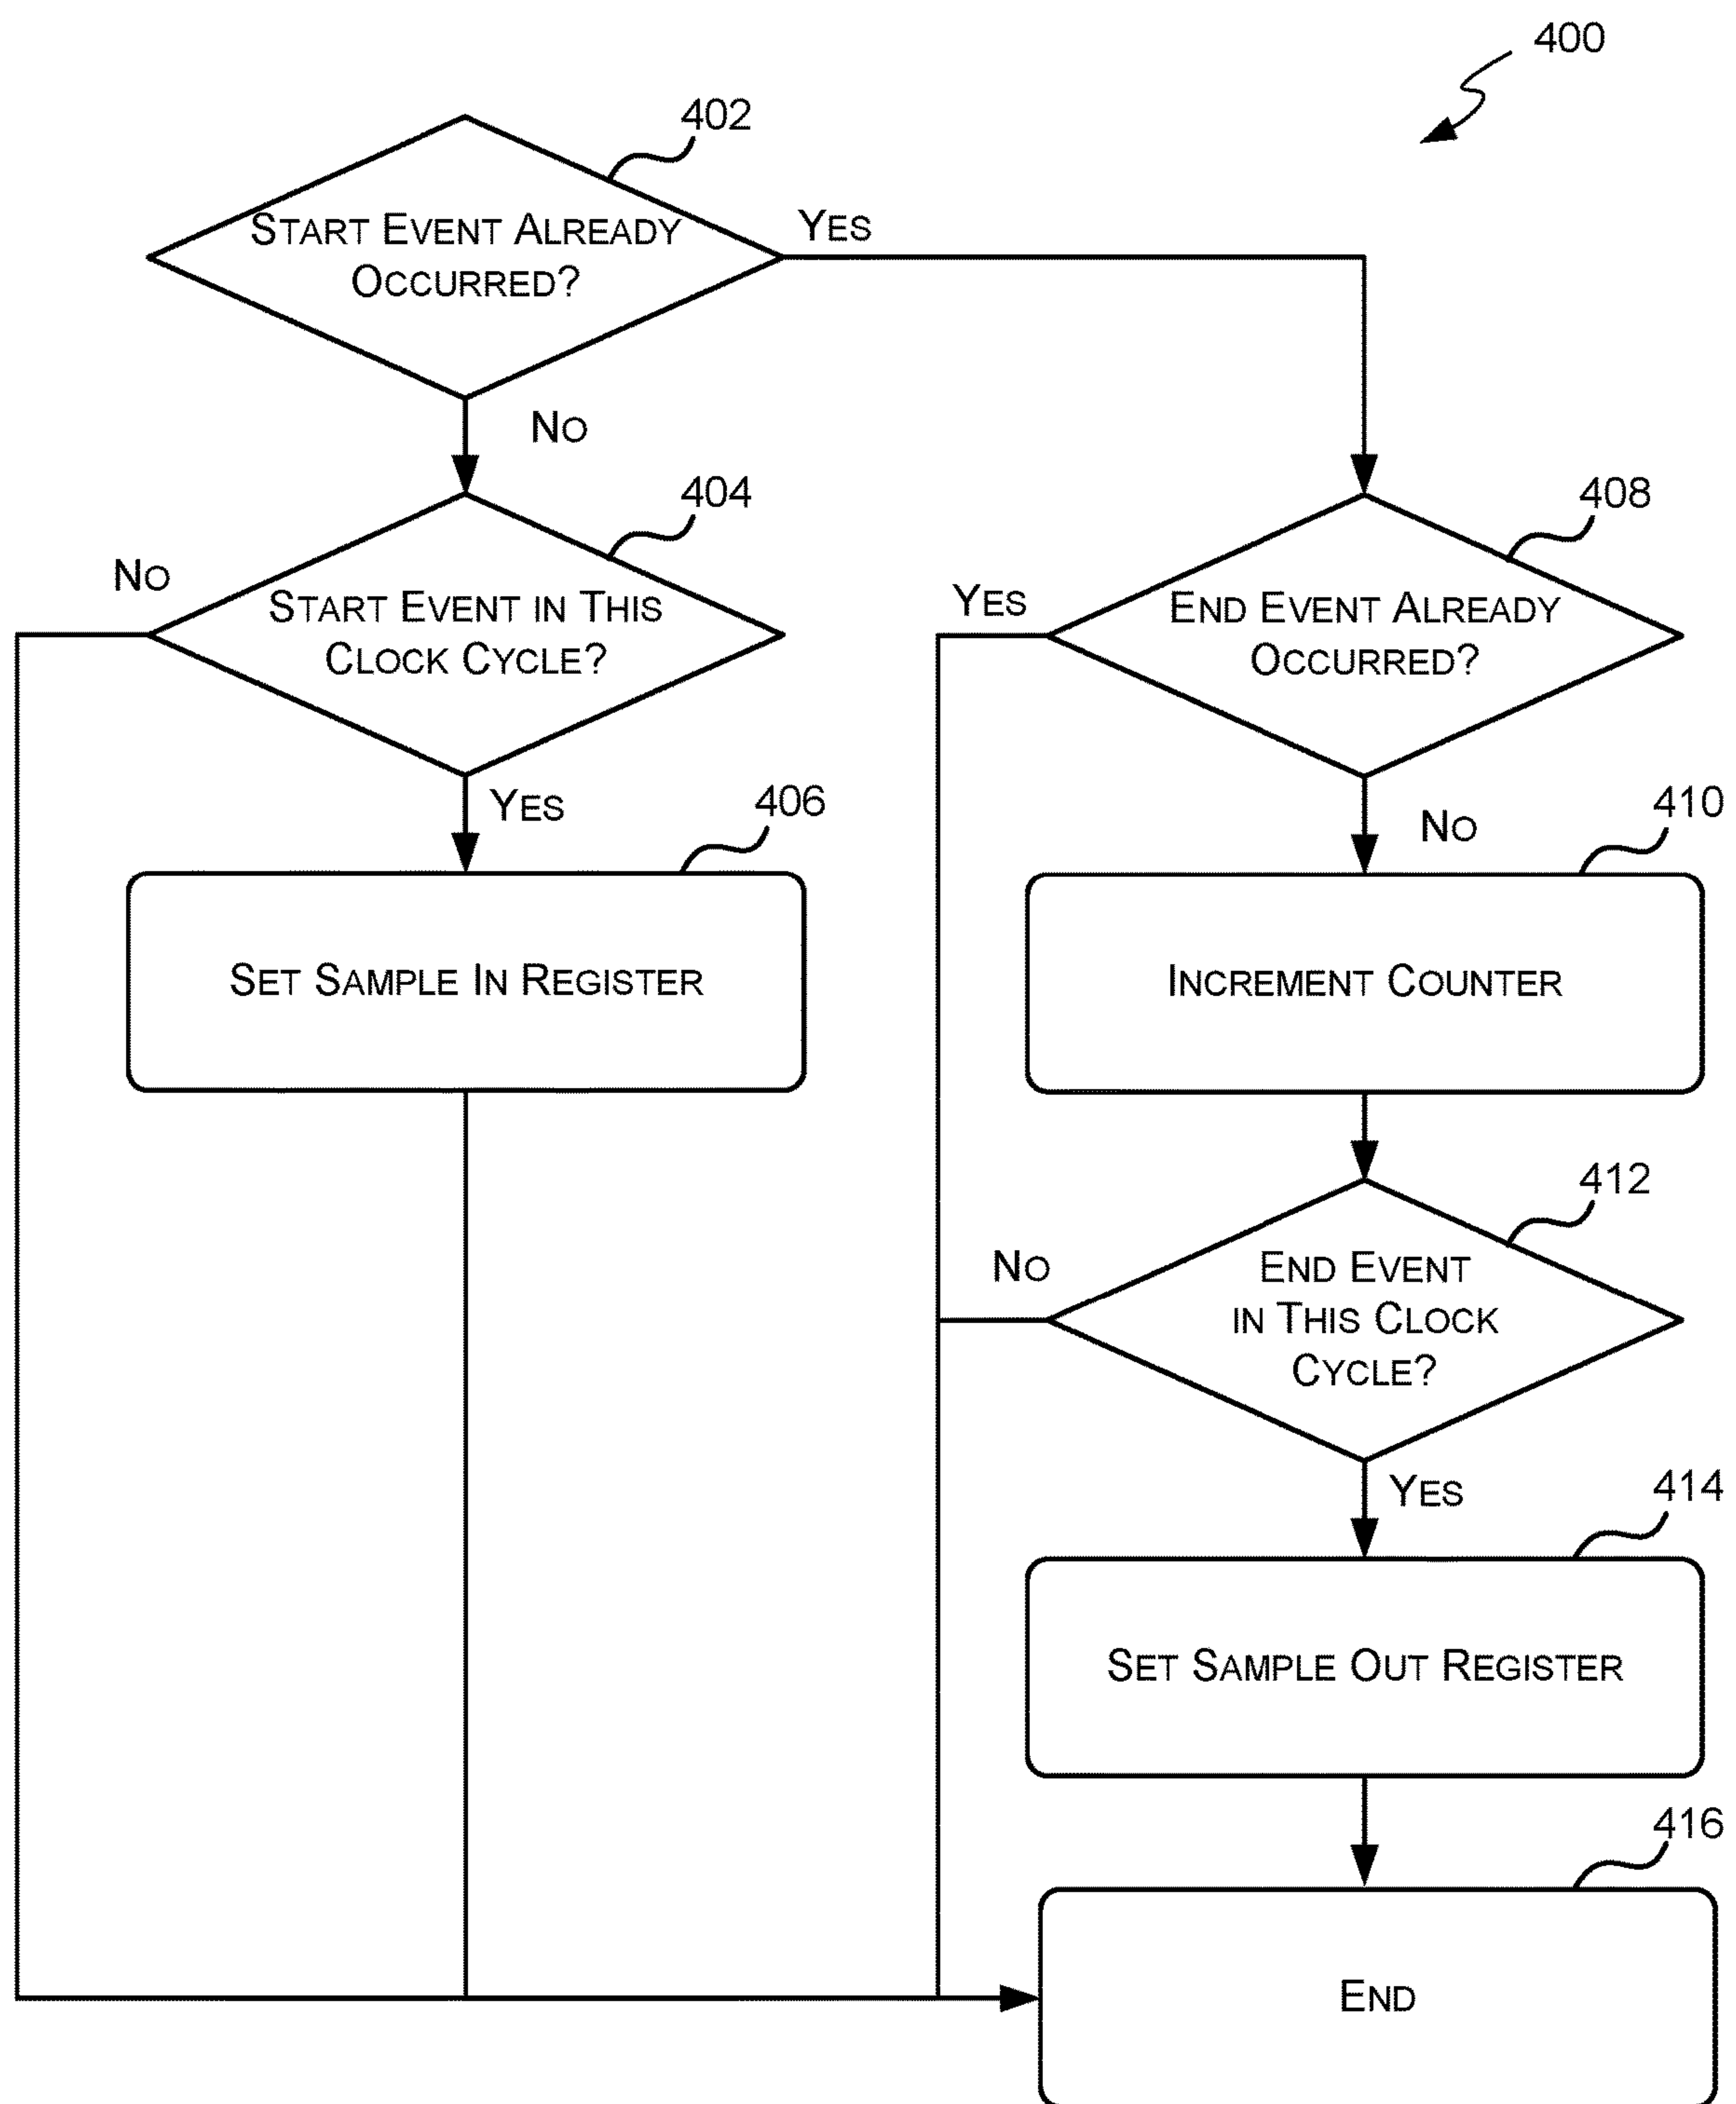 400
402
START EVENT ALREADY
OCCURRED?
YES
NO
404
408
NO
START EVENT IN THIS
CLOCK CYCLE?
YES
END EVENT ALREADY
OCCURRED?
YES
406
NO
410
SET SAMPLE IN REGISTER
INCREMENT COUNTER
412
NO
END EVENT
IN THIS CLOCK
CYCLE?
YES
414
SET SAMPLE OUT REGISTER
416
END